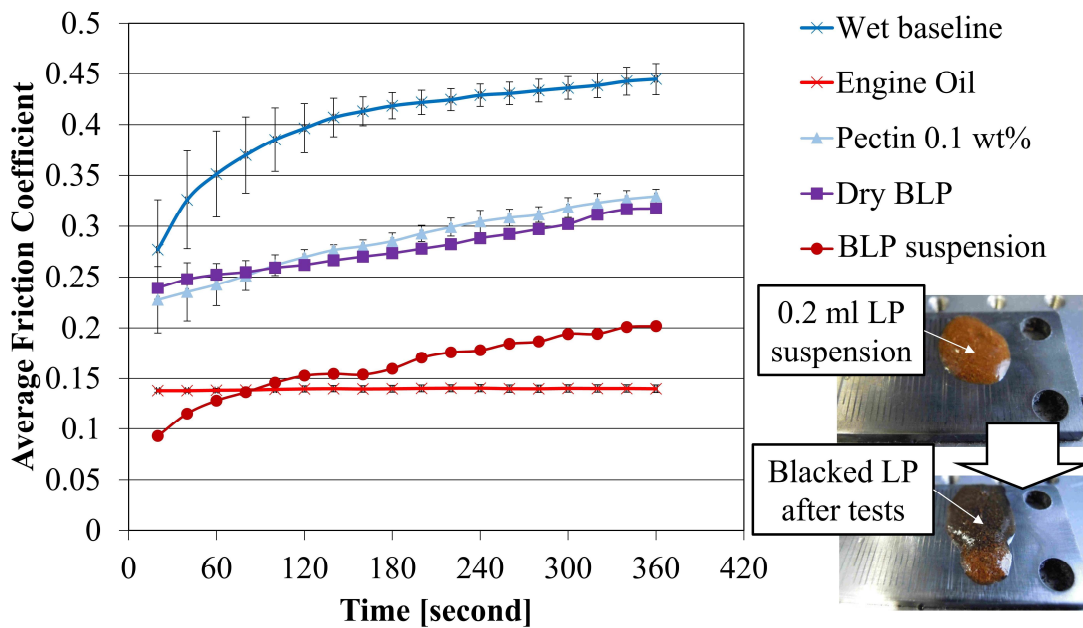 Average Friction Coefficient
0.5
0.45
0.4
0.35
0.3
0.25
0.2
0.15
0.1
0.05
0
0 60 120 180 240 300 360 420
Time [second]
Wet baseline
Engine Oil
Pectin 0.1 wt%
Dry BLP
BLP suspension
0.2 ml LP
suspension
Blacked LP
after tests